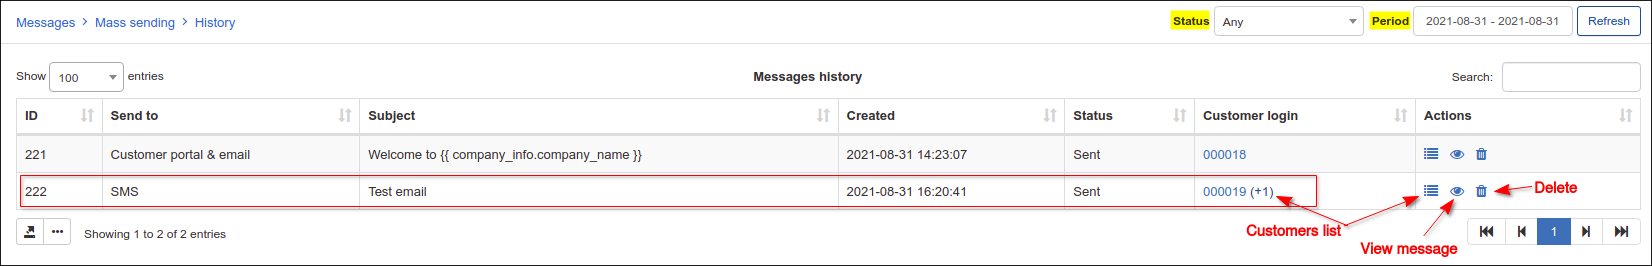 Messages > Mass sending > History
Status Any Period 2021-08-31 - 2021-08-31 Refresh
Show 100 entries Messages history Search:
ID Send to Subject Created Status Customer login Actions
221 Customer portal & email Welcome to {{ company_info.company_name }} 2021-08-31 14:23:07 Sent 000018
222 SMS Test email 2021-08-31 16:20:41 Sent 000019 (+1) Delete
Showing 1 to 2 of 2 entries Customers list 1
View message